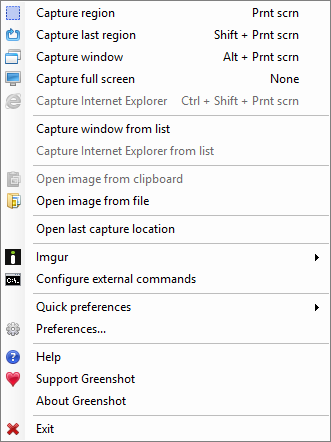 Capture region Prnt scrn
Capture last region Shift + Prnt scrn
Capture window Alt + Prnt scrn
Capture full screen None
Capture Internet Explorer Ctrl + Shift + Prnt scrn
Capture window from list
Capture Internet Explorer from list
Open image from clipboard
Open image from file
Open last capture location
Imgur
Configure external commands
Quick preferences
Preferences...
Help
Support Greenshot
About Greenshot
Exit